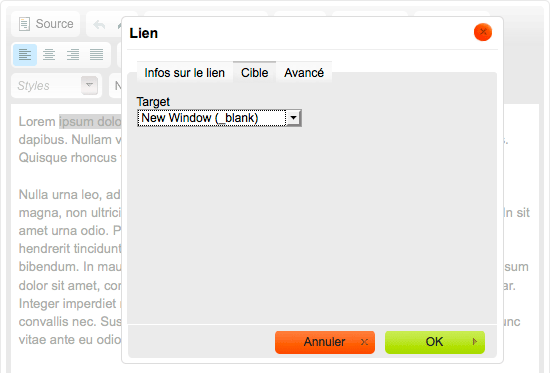 Source
Lien
Infos sur le lien Cible Avancé
Target
New Window (_blank)
Annuler OK
Styles
Lorem ipsum dolo
dapibus. Nullam
Quisque rhoncus
Nulla urna leo, ad
magna, non ultrici In sit
amet urna odio. P
hendrerit tincidunt
bibendum. In mau sum
dolor sit amet, con ar.
Integer imperdiet
convallis nec. Sus unc
vitae ante eu odio